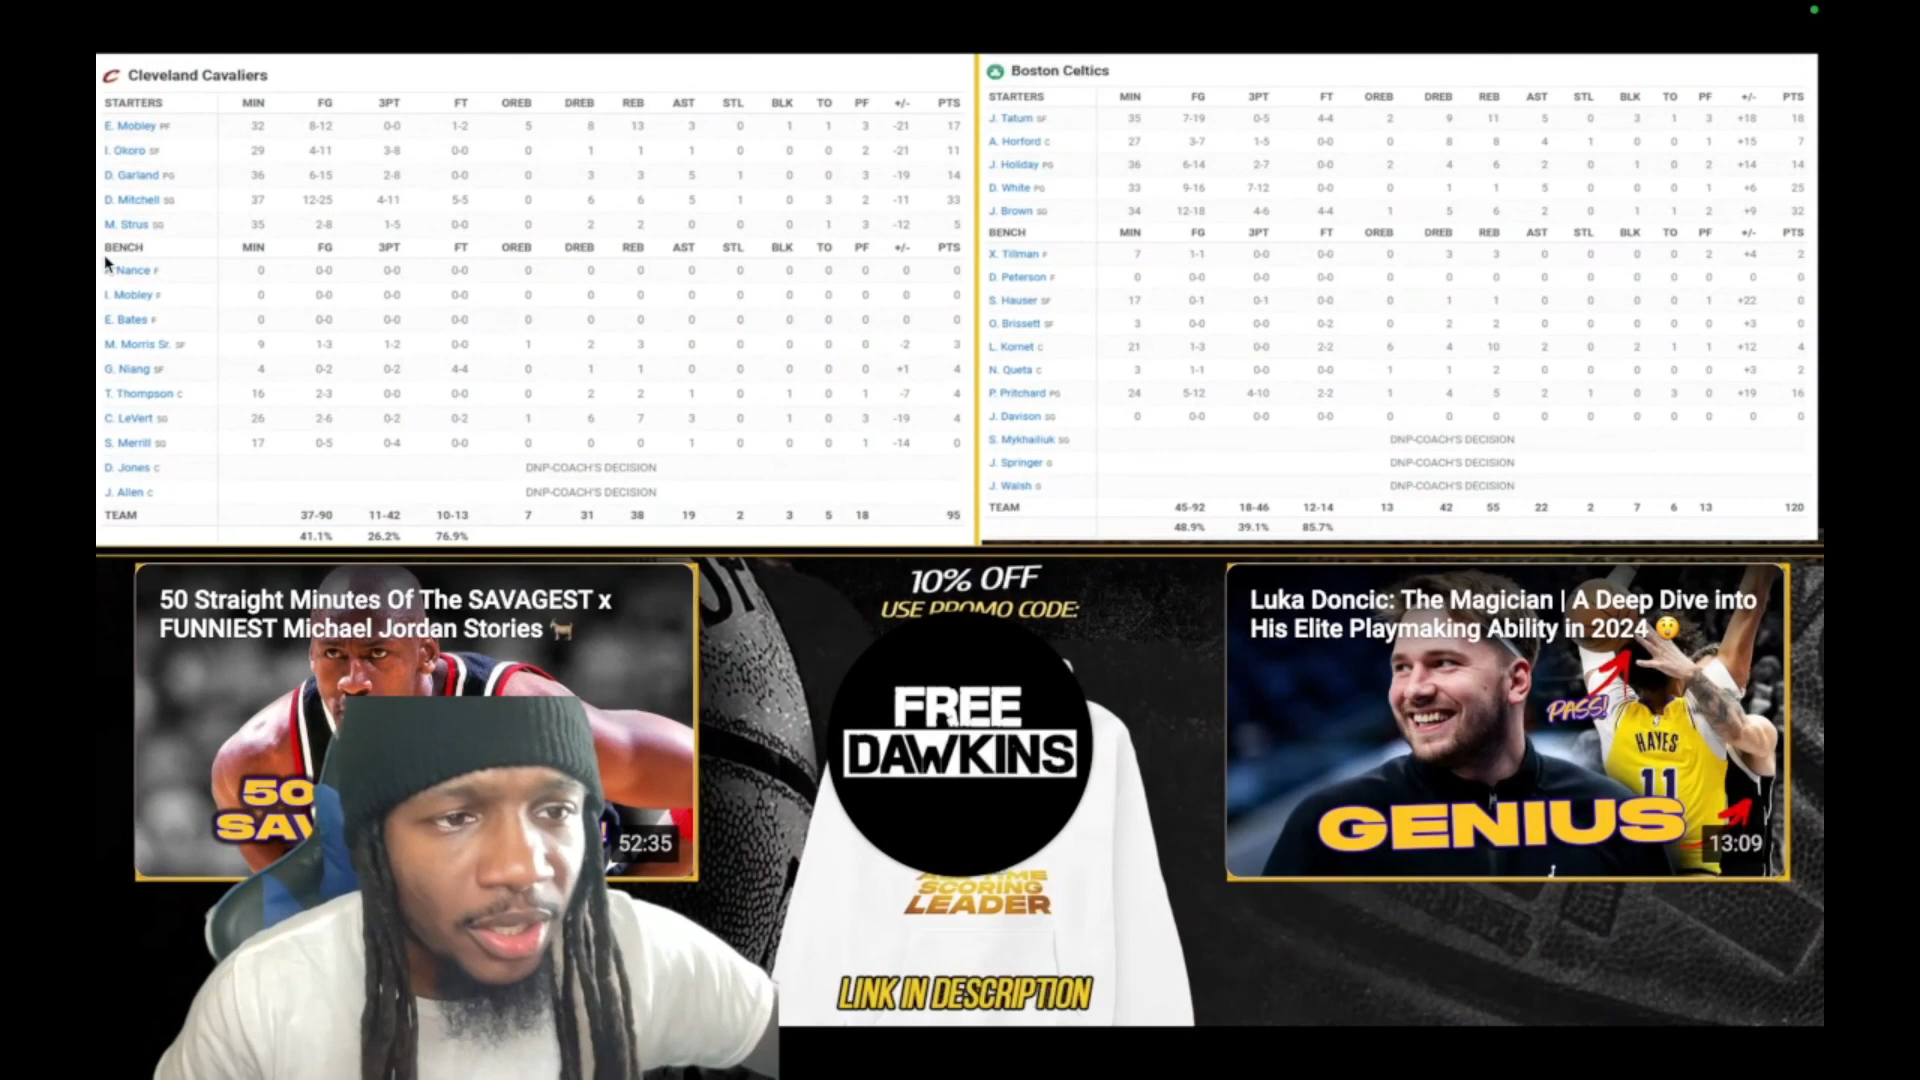 Cleveland Cavaliers
STARTERS MIN FG 3PT FT OREB DREB REB AST STL BLK TO PF +/- PTS
E. Mobley PF 32 8-12 0-0 1-2 5 8 13 3 0 1 1 3 -21 17
I. Okoro SF 29 4-11 3-8 0-0 0 1 1 1 0 0 0 2 -21 11
D. Garland PG 36 6-15 2-8 0-0 0 3 3 5 1 0 0 3 -19 14
D. Mitchell SG 37 12-25 4-11 5-5 0 6 6 5 1 0 3 2 -11 33
M. Strus SG 35 2-8 1-5 0-0 0 2 2 0 0 0 1 3 -12 5
BENCH MIN FG 3PT FT OREB DREB REB AST STL BLK TO PF +/- PTS
Nance F 0 0-0 0-0 0-0 0 0 0 0 0 0 0 0 0 0
I. Mobley F 0 0-0 0-0 0-0 0 0 0 0 0 0 0 0 0 0
E. Bates F 0 0-0 0-0 0-0 0 0 0 0 0 0 0 0 0 0
M. Morris Sr. SF 9 1-3 1-2 0-0 1 2 3 0 0 0 0 0 -2 3
G. Niang SF 4 0-2 0-2 4-4 0 1 1 0 0 0 0 0 +1 4
T. Thompson C 16 2-3 0-0 0-0 0 2 2 1 0 1 0 1 -7 4
C. LeVert SG 26 2-6 0-2 0-2 1 6 7 3 0 1 0 3 -19 4
S. Merrill SG 17 0-5 0-4 0-0 0 0 0 1 0 0 0 1 -14 0
D. Jones C DNP-COACH'S DECISION
J. Allen C DNP-COACH'S DECISION
TEAM 37-90 11-42 10-13 7 31 38 19 2 3 5 18 95
41.1% 26.2% 76.9%
Boston Celtics
STARTERS MIN FG 3PT FT OREB DREB REB AST STL BLK TO PF +/- PTS
J. Tatum SF 35 7-19 0-5 4-4 2 9 11 5 0 3 1 3 +18 18
A. Horford C 27 3-7 1-5 0-0 0 8 8 4 1 0 0 1 +15 7
J. Holiday PG 36 6-14 2-7 0-0 2 4 6 2 0 1 0 2 +14 14
D. White PG 33 9-16 7-12 0-0 0 1 1 5 0 0 0 1 +6 25
J. Brown SG 34 12-18 4-6 4-4 1 5 6 2 0 1 1 2 +9 32
BENCH MIN FG 3PT FT OREB DREB REB AST STL BLK TO PF +/- PTS
X. Tillman F 7 1-1 0-0 0-0 0 3 3 0 0 0 0 2 +4 2
D. Peterson F 0 0-0 0-0 0-0 0 0 0 0 0 0 0 0 0 0
S. Hauser SF 17 0-1 0-1 0-0 0 1 1 0 0 0 0 1 +22 0
O. Brissett SF 3 0-0 0-0 0-2 0 2 2 0 0 0 0 0 +3 0
L. Kornet C 21 1-3 0-0 2-2 6 4 10 2 0 2 1 1 +12 4
N. Queta C 3 1-1 0-0 0-0 1 1 2 0 0 0 0 0 +3 2
P. Pritchard PG 24 5-12 4-10 2-2 1 4 5 2 1 0 3 0 +19 16
J. Davison SG 0 0-0 0-0 0-0 0 0 0 0 0 0 0 0 0 0
S. Mykhailiuk SG DNP-COACH'S DECISION
J. Springer G DNP-COACH'S DECISION
J. Walsh G DNP-COACH'S DECISION
TEAM 45-92 18-46 12-14 13 42 55 22 2 7 6 13 120
48.9% 39.1% 85.7%
50 Straight Minutes Of The SAVAGEST x
FUNNIEST Michael Jordan Stories
50
SAV
52:35
10% OFF
USE PROMO CODE:
FREE
DAWKINS
SCORING
LEADER
LINK IN DESCRIPTION
Luka Doncic: The Magician | A Deep Dive into
His Elite Playmaking Ability in 2024
PASS!
HAYES
11
GENIUS
13:09